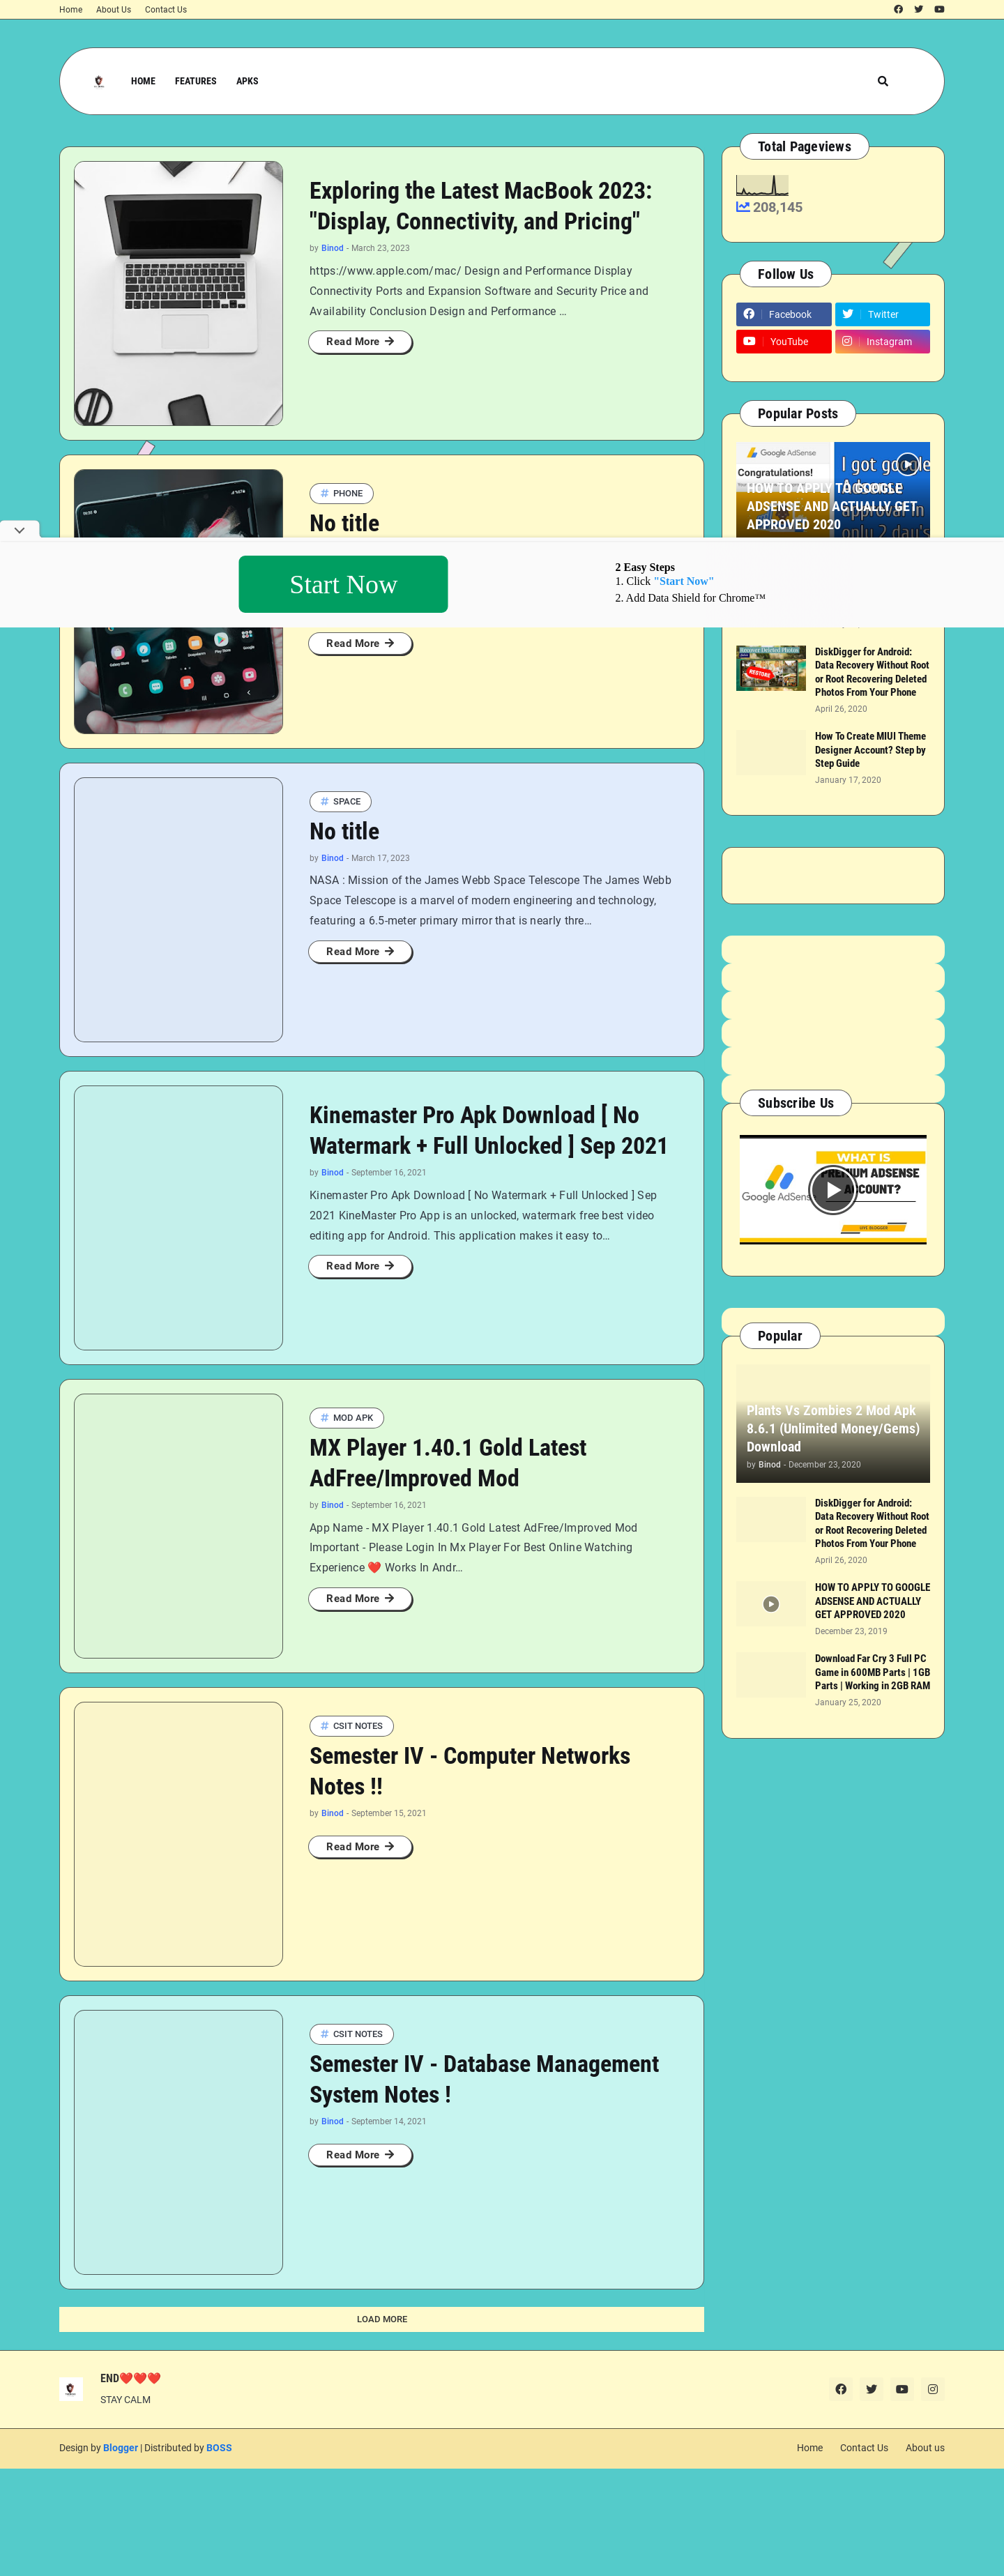 Home About Us Contact Us
HOME FEATURES APKS
Exploring the Latest MacBook 2023:
"Display, Connectivity, and Pricing"
by Binod - March 23, 2023
https://www.apple.com/mac/ Design and Performance Display
Connectivity Ports and Expansion Software and Security Price and
Availability Conclusion Design and Performance …
Read More
# PHONE
No title
Read More
# SPACE
No title
by Binod - March 17, 2023
NASA : Mission of the James Webb Space Telescope The James Webb
Space Telescope is a marvel of modern engineering and technology,
featuring a 6.5-meter primary mirror that is nearly thre…
Read More
Kinemaster Pro Apk Download [ No
Watermark + Full Unlocked ] Sep 2021
by Binod - September 16, 2021
Kinemaster Pro Apk Download [ No Watermark + Full Unlocked ] Sep
2021 KineMaster Pro App is an unlocked, watermark free best video
editing app for Android. This application makes it easy to…
Read More
# MOD APK
MX Player 1.40.1 Gold Latest
AdFree/Improved Mod
by Binod - September 16, 2021
App Name - MX Player 1.40.1 Gold Latest AdFree/Improved Mod
Important - Please Login In Mx Player For Best Online Watching
Experience ❤️ Works In Andr…
Read More
# CSIT NOTES
Semester IV - Computer Networks
Notes !!
by Binod - September 15, 2021
Read More
# CSIT NOTES
Semester IV - Database Management
System Notes !
by Binod - September 14, 2021
Read More
LOAD MORE
Total Pageviews
208,145
Follow Us
Facebook Twitter
YouTube Instagram
Popular Posts
Google AdSense
Congratulations!
I got google
Adsense
approval in
only 2 day's
HOW TO APPLY TO GOOGLE
ADSENSE AND ACTUALLY GET
APPROVED 2020
Start Now
2 Easy Steps
1. Click "Start Now"
2. Add Data Shield for Chrome™
Recover Deleted Photos
RESTORE
DiskDigger for Android:
Data Recovery Without Root
or Root Recovering Deleted
Photos From Your Phone
April 26, 2020
How To Create MIUI Theme
Designer Account? Step by
Step Guide
January 17, 2020
Subscribe Us
WHAT IS
PREMIUM ADSENSE
ACCOUNT?
Google AdSense
Popular
Plants Vs Zombies 2 Mod Apk
8.6.1 (Unlimited Money/Gems)
Download
by Binod - December 23, 2020
DiskDigger for Android:
Data Recovery Without Root
or Root Recovering Deleted
Photos From Your Phone
April 26, 2020
HOW TO APPLY TO GOOGLE
ADSENSE AND ACTUALLY
GET APPROVED 2020
December 23, 2019
Download Far Cry 3 Full PC
Game in 600MB Parts | 1GB
Parts | Working in 2GB RAM
January 25, 2020
END❤️❤️❤️
STAY CALM
Design by Blogger | Distributed by BOSS
Home Contact Us About us